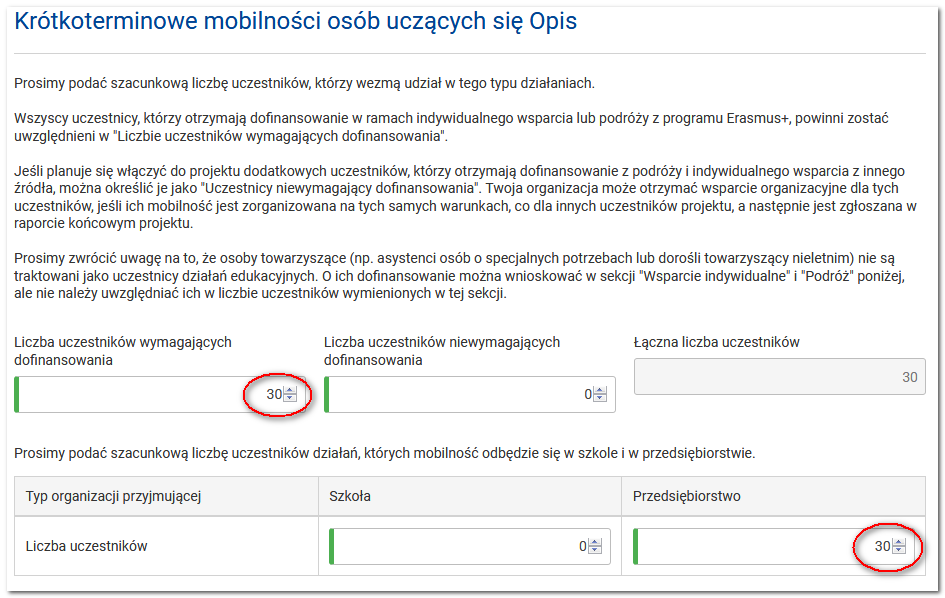 Krótkoterminowe mobilności osób uczących się Opis
Prosimy podać szacunkową liczbę uczestników, którzy wezmą udział w tego typu działaniach.
Wszyscy uczestnicy, którzy otrzymają dofinansowanie w ramach indywidualnego wsparcia lub podróży z programu Erasmus+, powinni zostać
uwzględnieni w "Liczbie uczestników wymagających dofinansowania".
Jeśli planuje się włączyć do projektu dodatkowych uczestników, którzy otrzymają dofinansowanie z podróży i indywidualnego wsparcia z innego
źródła, można określić je jako "Uczestnicy niewymagający dofinansowania". Twoja organizacja może otrzymać wsparcie organizacyjne dla tych
uczestników, jeśli ich mobilność jest zorganizowana na tych samych warunkach, co dla innych uczestników projektu, a następnie jest zgłoszana w
raporcie końcowym projektu.
Prosimy zwrócić uwagę na to, że osoby towarzyszące (np. asystenci osób o specjalnych potrzebach lub dorośli towarzyszący nieletnim) nie są
traktowani jako uczestnicy działań edukacyjnych. O ich dofinansowanie można wnioskować w sekcji "Wsparcie indywidualne" i "Podróż" poniżej,
ale nie należy uwzględniać ich w liczbie uczestników wymienionych w tej sekcji.
Liczba uczestników wymagających
dofinansowania
Liczba uczestników niewymagających
dofinansowania
Łączna liczba uczestników
30
0
30
Prosimy podać szacunkową liczbę uczestników działań, których mobilność odbędzie się w szkole i w przedsiębiorstwie.
Typ organizacji przyjmującej
Szkoła
Przedsiębiorstwo
Liczba uczestników
0
30